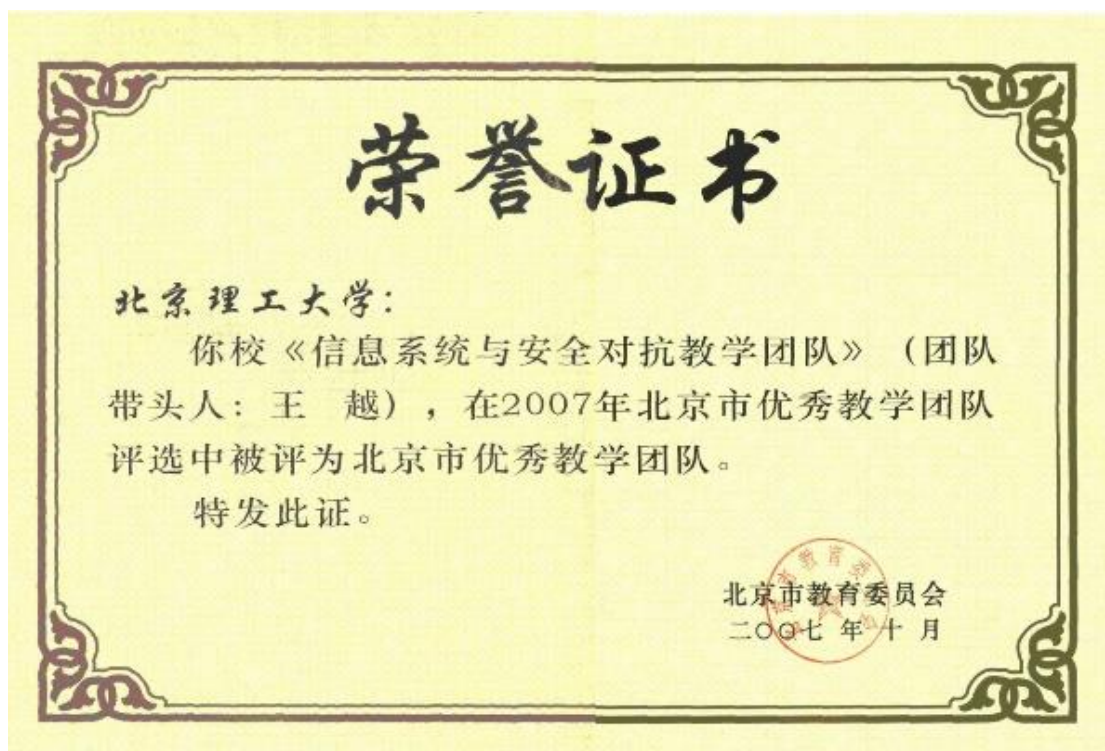 荣誉证书
北京理工大学：
你校《信息系统与安全对抗教学团队》（团队
带头人：王　越），在2007年北京市优秀教学团队
评选中被评为北京市优秀教学团队。
特发此证。
北京市教育委员会
二〇〇七 年 十 月